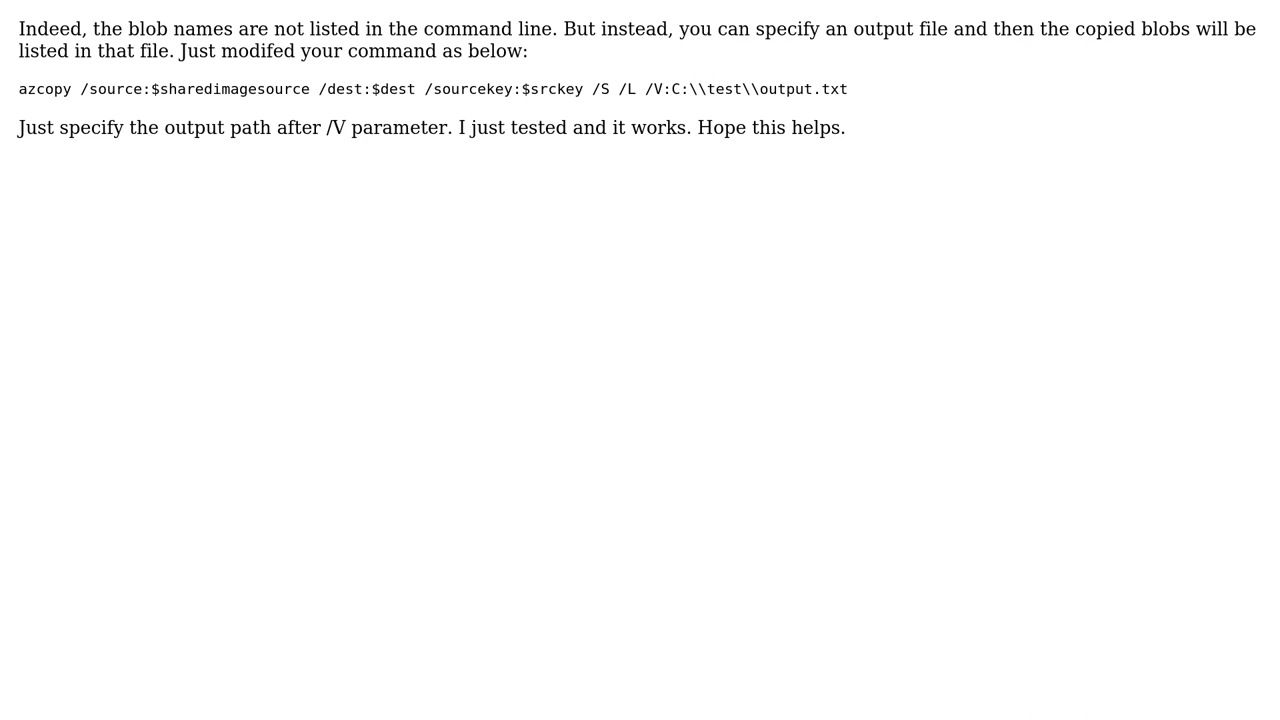 Indeed, the blob names are not listed in the command line. But instead, you can specify an output file and then the copied blobs will be
listed in that file. Just modifed your command as below:
azcopy /source:$sharedimagesource /dest:$dest /sourcekey:$srckey /S /L /V:C:\\test\\output.txt
Just specify the output path after /V parameter. I just tested and it works. Hope this helps.